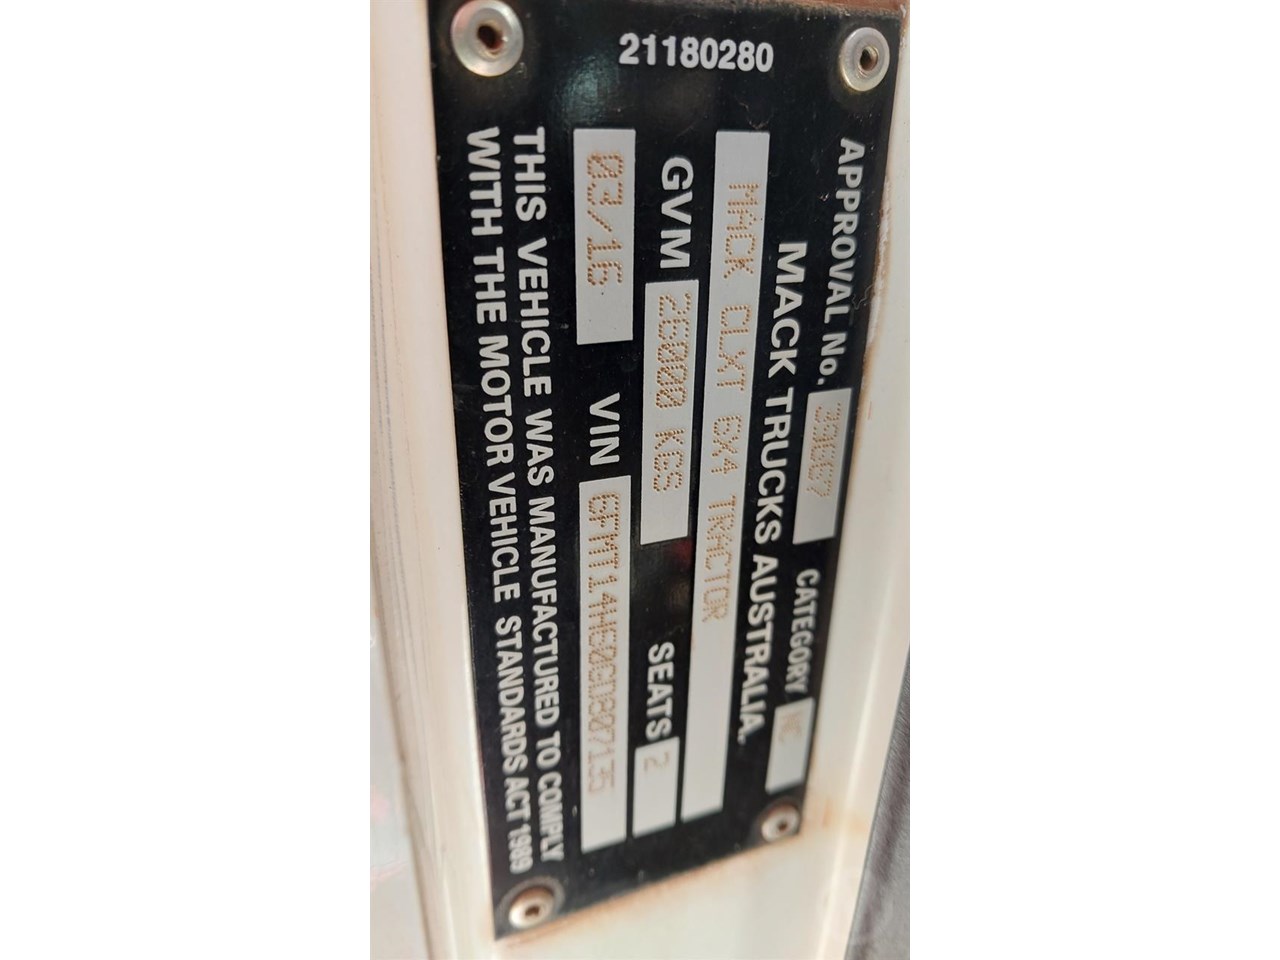 21180280
APPROVAL No. CATEGORY NC
MACK TRUCKS AUSTRALIA.
MACK CLXT 6X4 TRACTOR
GVM 26000 KGS SEATS 2
03/16 VIN 6FMT14HE0GD807135
THIS VEHICLE WAS MANUFACTURED TO COMPLY
WITH THE MOTOR VEHICLE STANDARDS ACT 1989